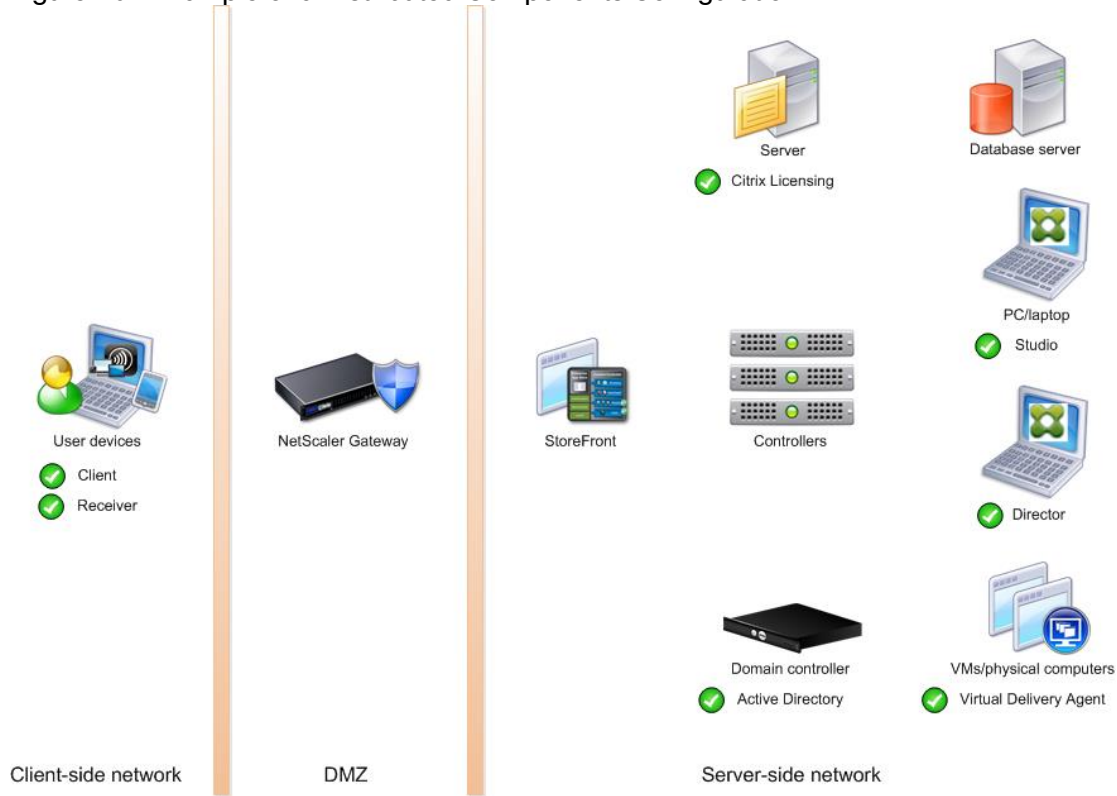 Server
Database server
Citrix Licensing
PC/laptop
Studio
User devices
NetScaler Gateway
StoreFront
Controllers
Client
Receiver
Director
Domain controller
VMs/physical computers
Active Directory
Virtual Delivery Agent
Client-side network
DMZ
Server-side network